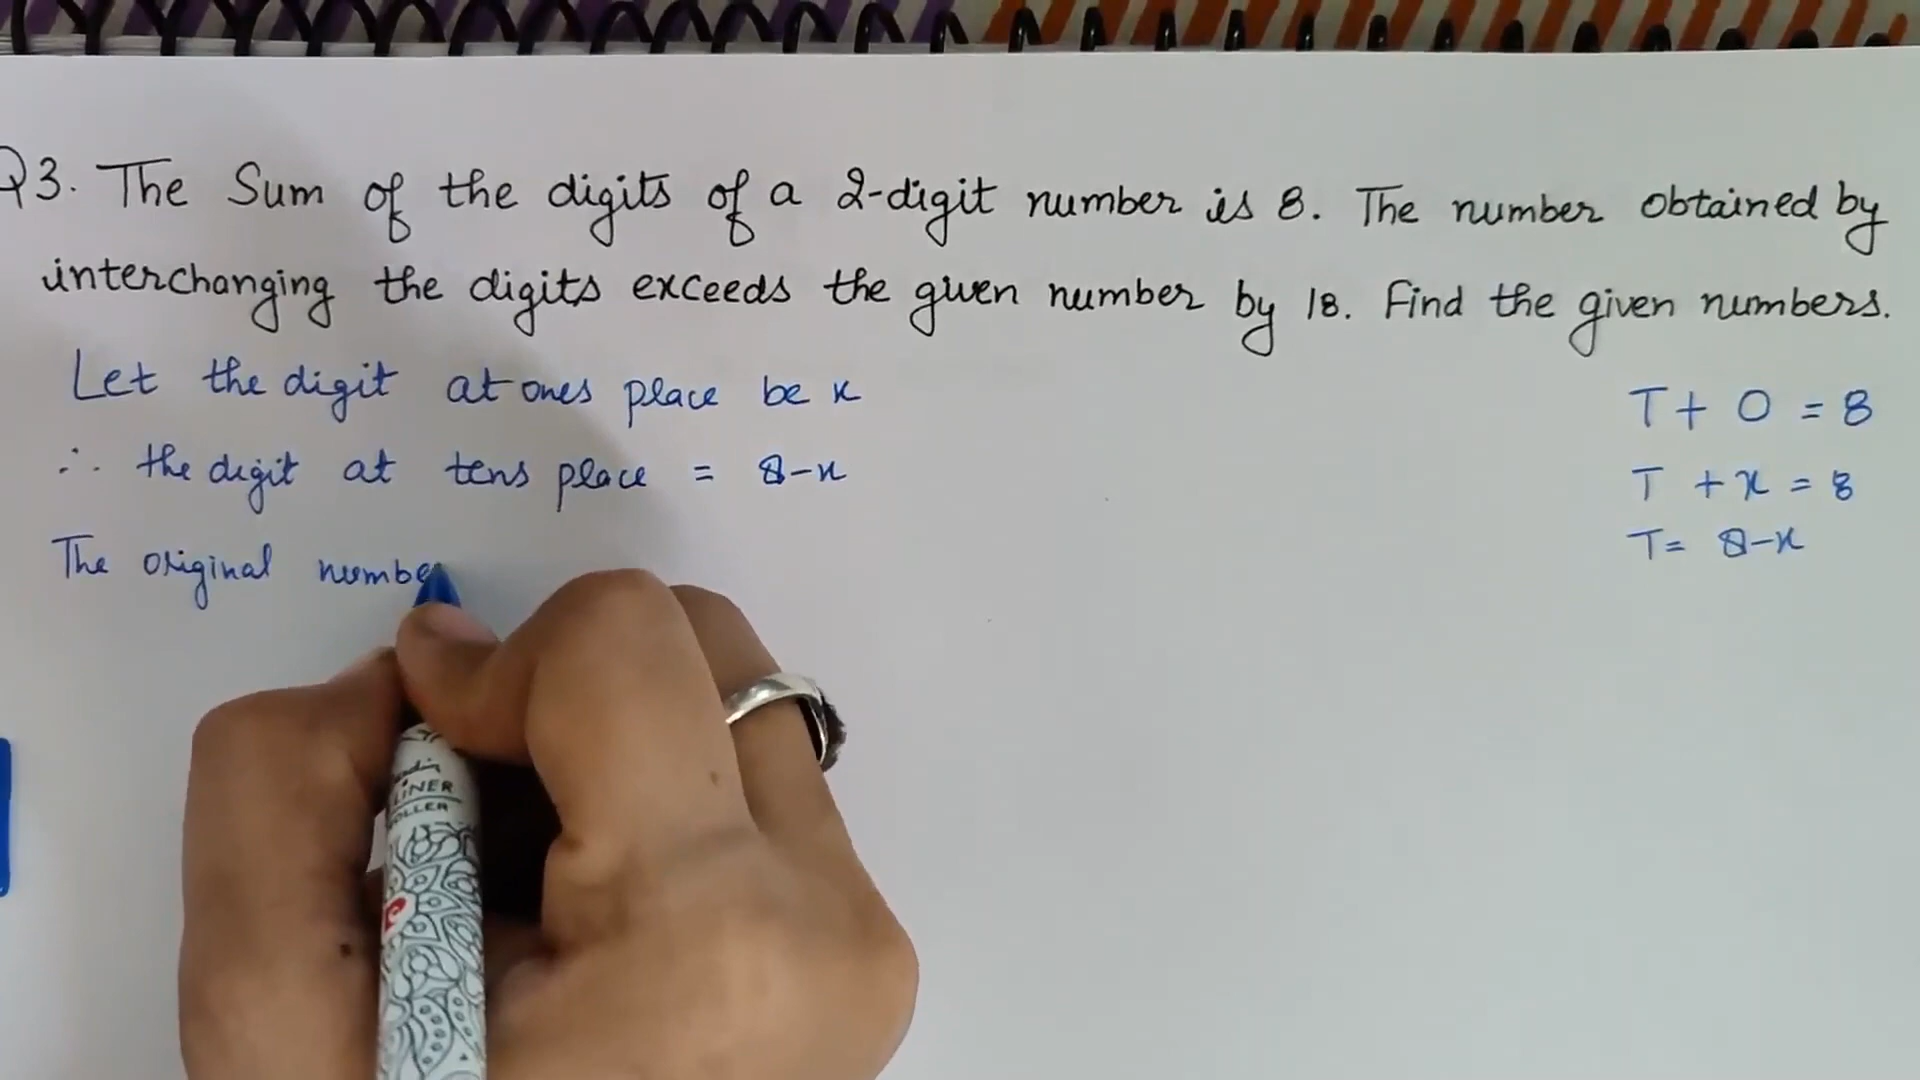 Q3. The Sum of the digits of a 2-digit number is 8. The number obtained by
interchanging the digits exceeds the given number by 18. Find the given numbers.
Let the digit at ones place be x
∴ the digit at tens place = 8-x
The original numbe
T + O = 8
T + x = 8
T = 8-x
LINER
ROLLER